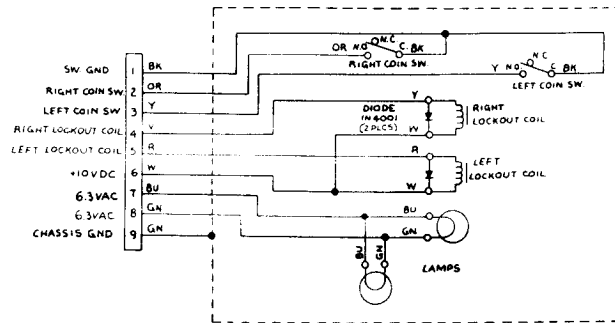 N.C.
OR N.O. C. BK
RIGHT COIN SW.
N.C.
Y N.O. C. BK
LEFT COIN SW.
SW. GND 1 BK
RIGHT COIN SW 2 OR
LEFT COIN SW. 3 Y
RIGHT LOCKOUT COIL 4 V
LEFT LOCKOUT COIL 5 R
+10VDC 6 W
6.3VAC 7 BU
6.3VAC 8 GN
CHASSIS GND 9 GN
V
DIODE
IN4001
(2 PLCS)
W
RIGHT
LOCKOUT COIL
R
W
LEFT
LOCKOUT COIL
BU
GN
BU
GN
LAMPS